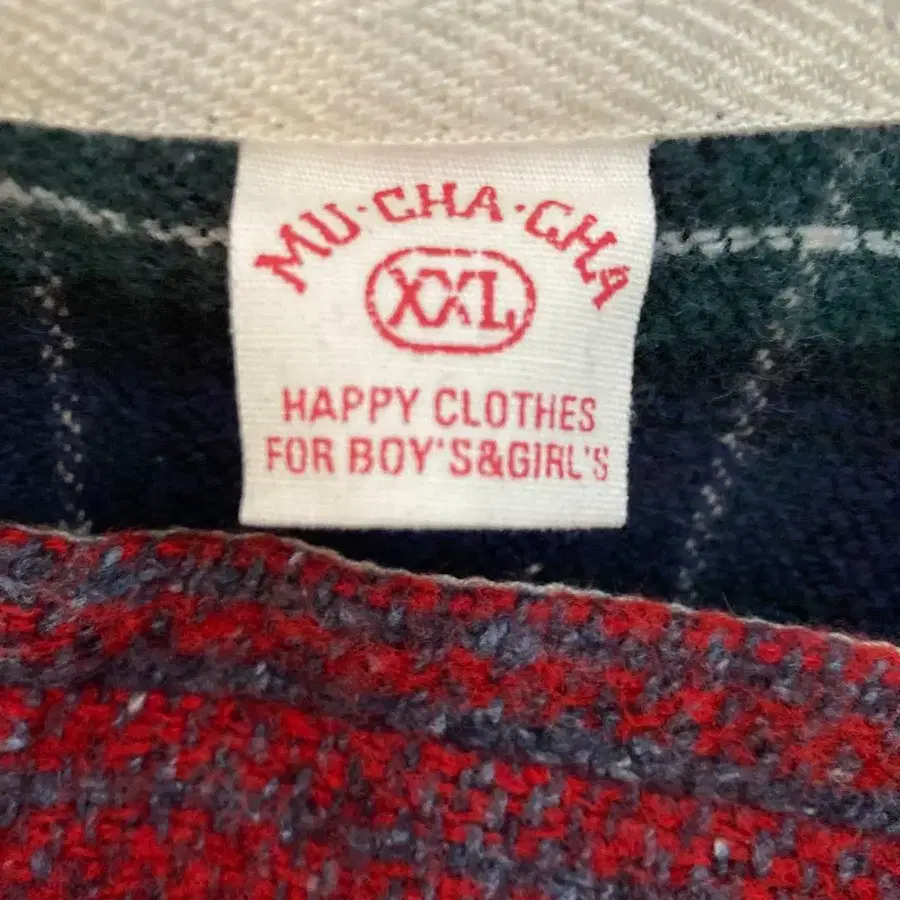 MU·CHA·CHA
XXL
HAPPY CLOTHES
FOR BOY'S&GIRL'S